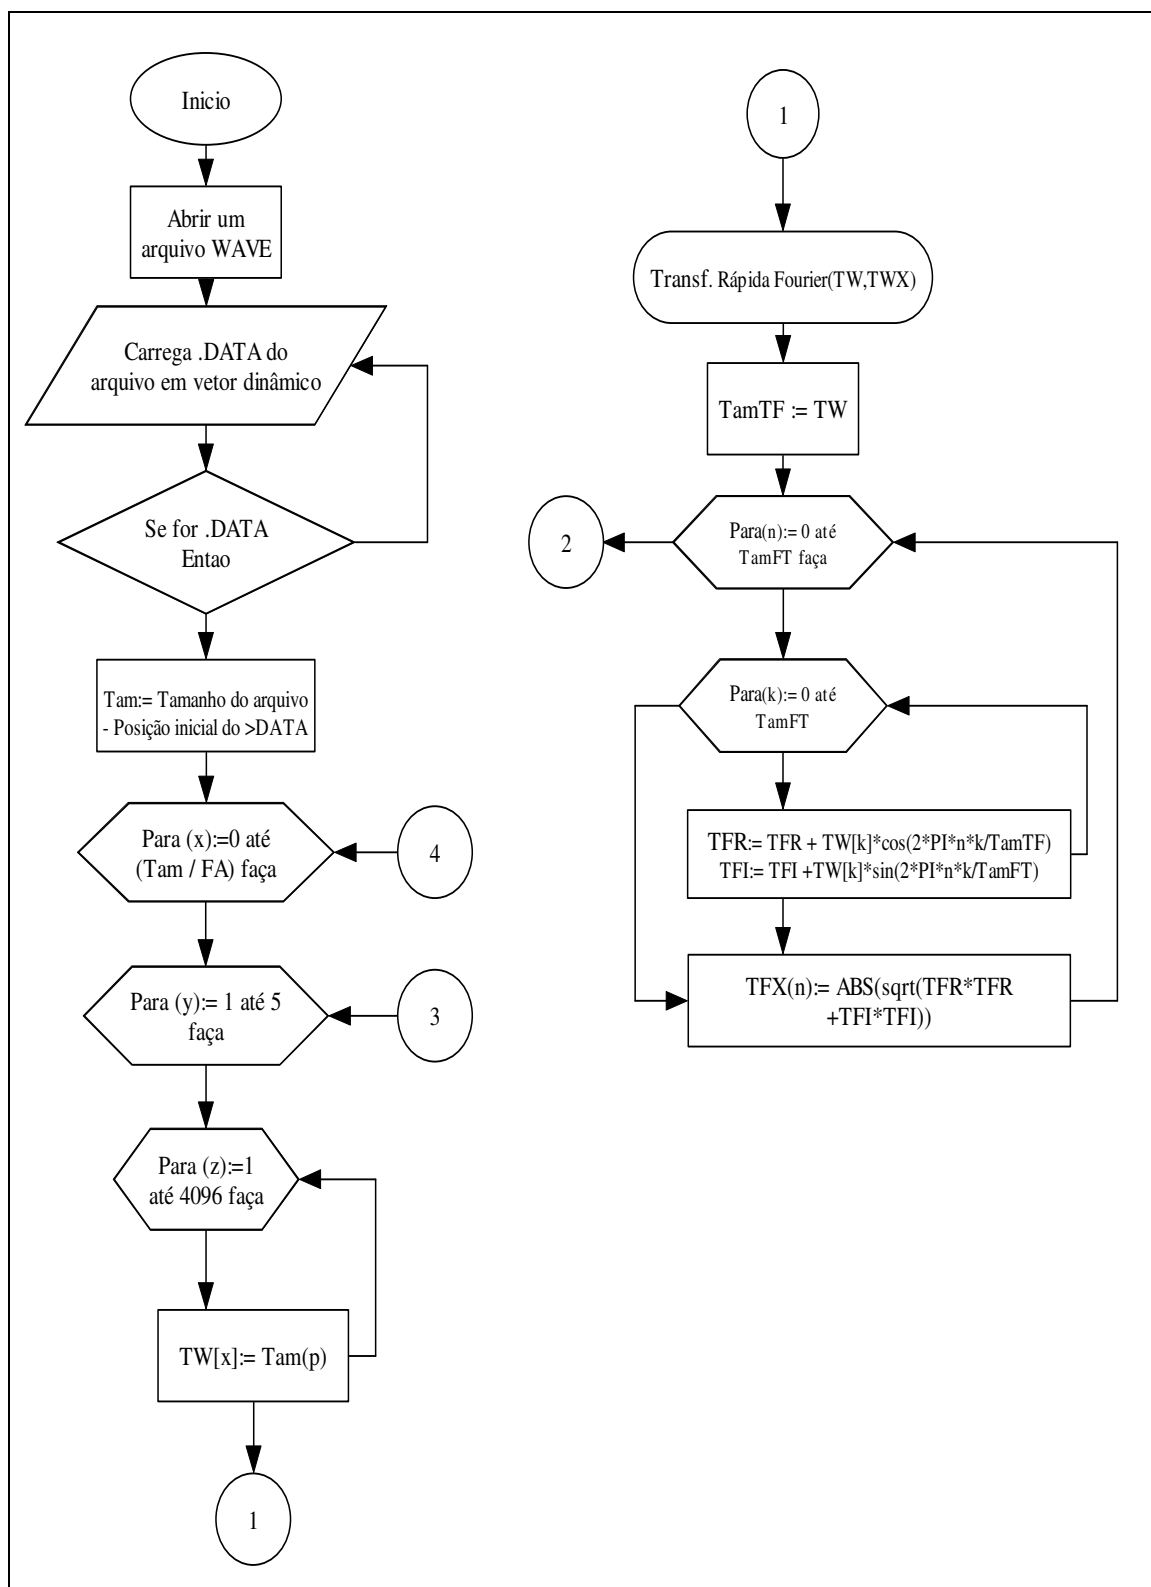 Inicio
Abrir um
arquivo WAVE
Carrega .DATA do
arquivo em vetor dinâmico
Se for .DATA
Entao
Tam:= Tamanho do arquivo
- Posição inicial do >DATA
Para (x):=0 até
(Tam / FA) faça
4
Para (y):= 1 até 5
faça
3
Para (z):=1
até 4096 faça
TW[x]:= Tam(p)
1
1
Transf. Rápida Fourier(TW,TWX)
TamTF := TW
Para(n):= 0 até
TamFT faça
2
Para(k):= 0 até
TamFT
TFR:= TFR + TW[k]*cos(2*PI*n*k/TamTF)
TFI:= TFI +TW[k]*sin(2*PI*n*k/TamFT)
TFX(n):= ABS(sqrt(TFR*TFR
+TFI*TFI))